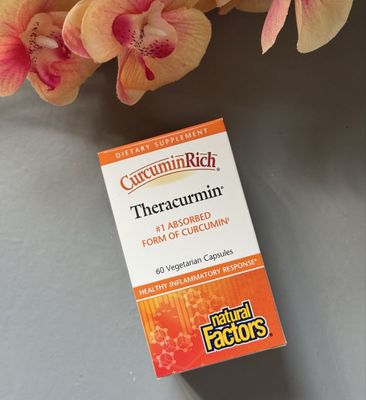 DIETARY SUPPLEMENT
CurcuminRich®
Theracurmin®
#1 ABSORBED
FORM OF CURCUMIN‡
60 Vegetarian Capsules
HEALTHY INFLAMMATORY RESPONSE*
natural
Factors®